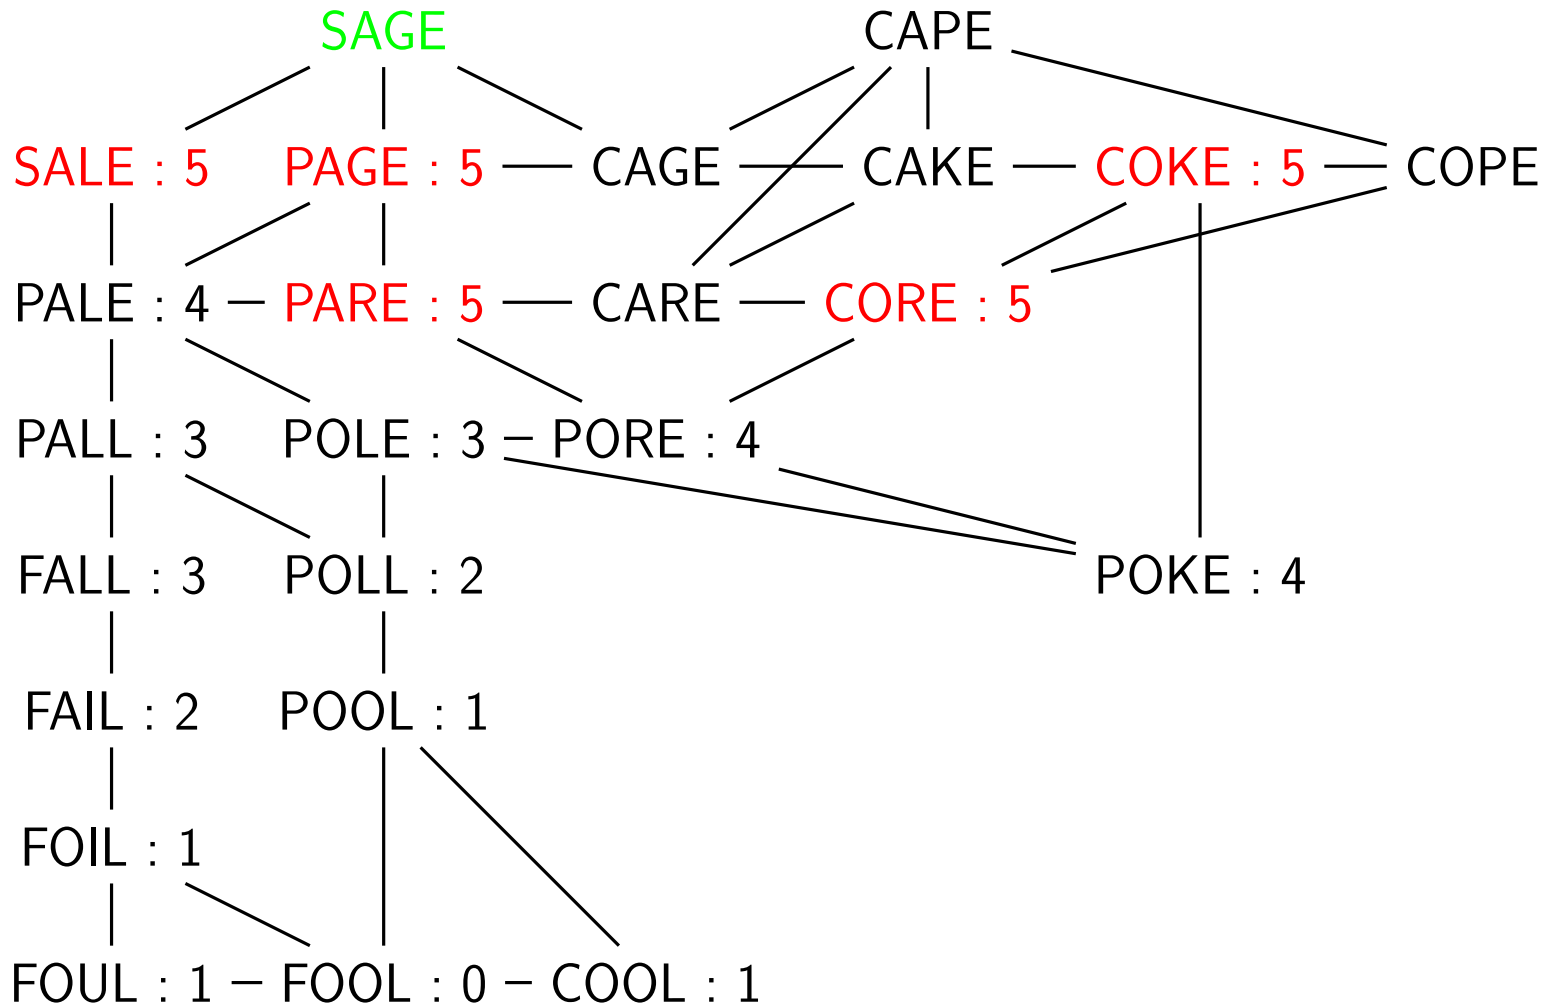 SAGE CAPE
SALE : 5 PAGE : 5 CAGE CAKE COKE : 5 COPE
PALE : 4 PARE : 5 CARE CORE : 5
PALL : 3 POLE : 3 PORE : 4
FALL : 3 POLL : 2 POKE : 4
FAIL : 2 POOL : 1
FOIL : 1
FOUL : 1 FOOL : 0 COOL : 1